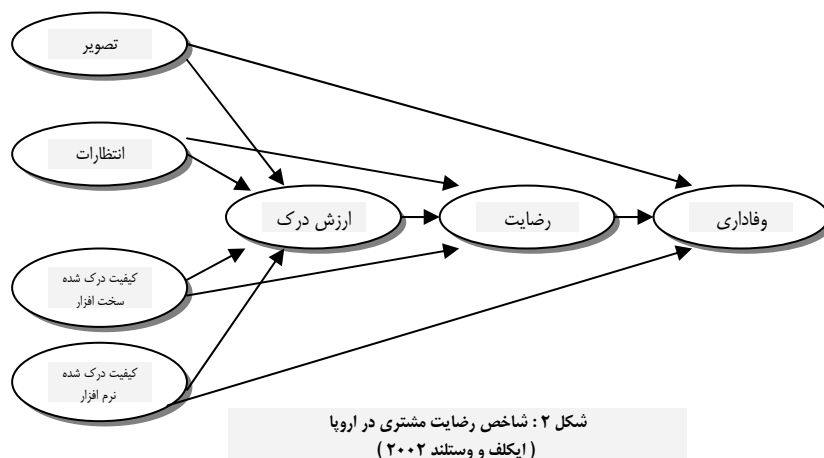 تصویر
انتظارات
ارزش درک
رضایت
وفاداری
کیفیت درک شده
سخت افزار
کیفیت درک شده
نرم افزار
شکل ۲ : شاخص رضایت مشتری در اروپا
( ایکلف و وستلند ۲۰۰۲ )